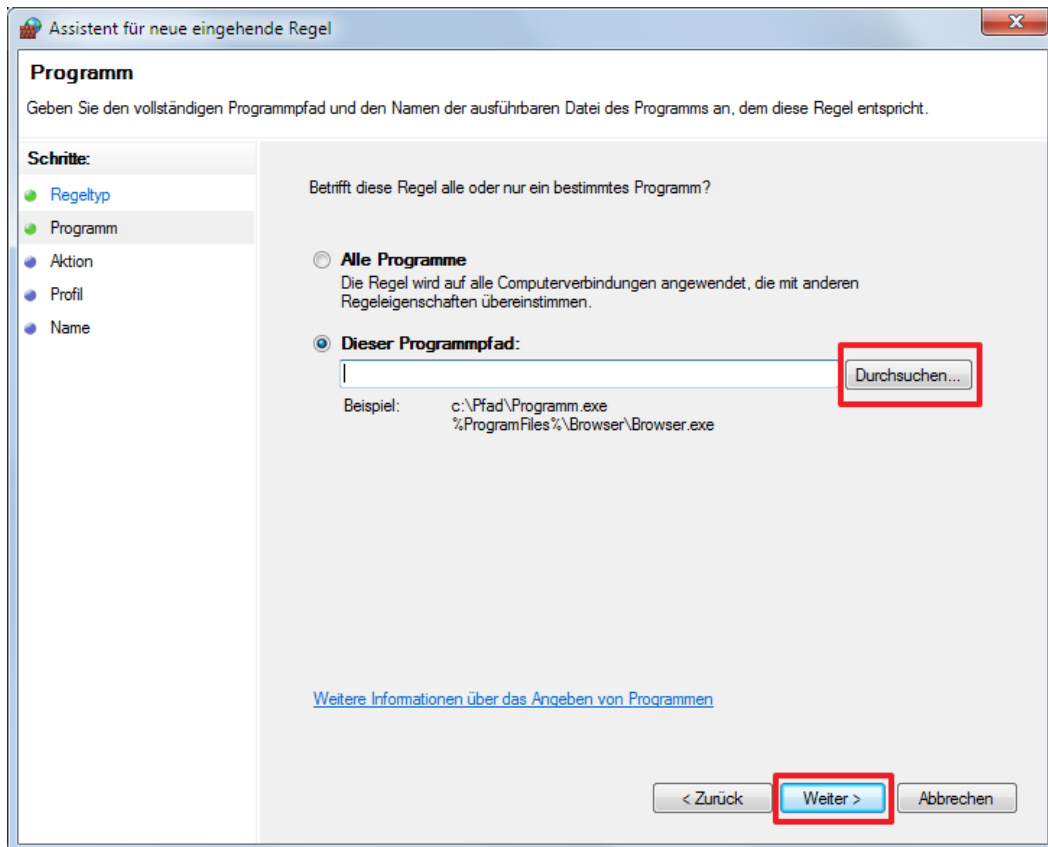 Assistent für neue eingehende Regel
Programm
Geben Sie den vollständigen Programmpfad und den Namen der ausführbaren Datei des Programms an, dem diese Regel entspricht.
Schritte:
Regeltyp
Programm
Aktion
Profil
Name
Betrifft diese Regel alle oder nur ein bestimmtes Programm?
Alle Programme
Die Regel wird auf alle Computerverbindungen angewendet, die mit anderen
Regeleigenschaften übereinstimmen.
Dieser Programmpfad:
Durchsuchen...
Beispiel: c:\Pfad\Programm.exe
%ProgramFiles%\Browser\Browser.exe
Weitere Informationen über das Angeben von Programmen
< Zurück Weiter > Abbrechen